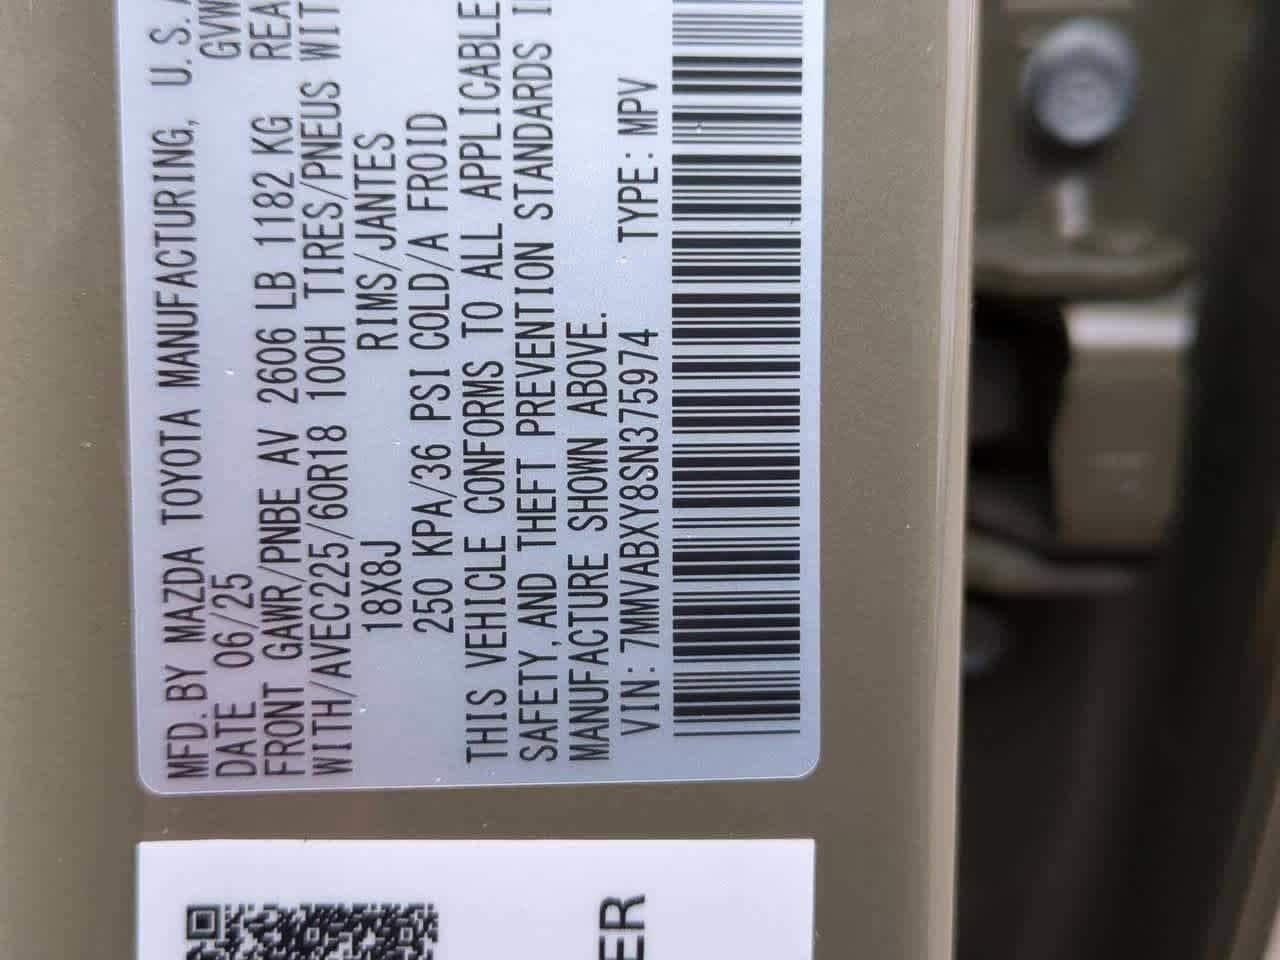 MFD. BY MAZDA TOYOTA MANUFACTURING, U.S.A
DATE 06/25 GVW
FRONT GAWR/PNBE AV 2606 LB 1182 KG REA
WITH/AVEC225/60R18 100H TIRES/PNEUS WIT
18X8J RIMS/JANTES
250 KPA/36 PSI COLD/A FROID
THIS VEHICLE CONFORMS TO ALL APPLICABLE
SAFETY,AND THEFT PREVENTION STANDARDS I
MANUFACTURE SHOWN ABOVE.
VIN: 7MMVABXY8SN375974 TYPE: MPV
ER